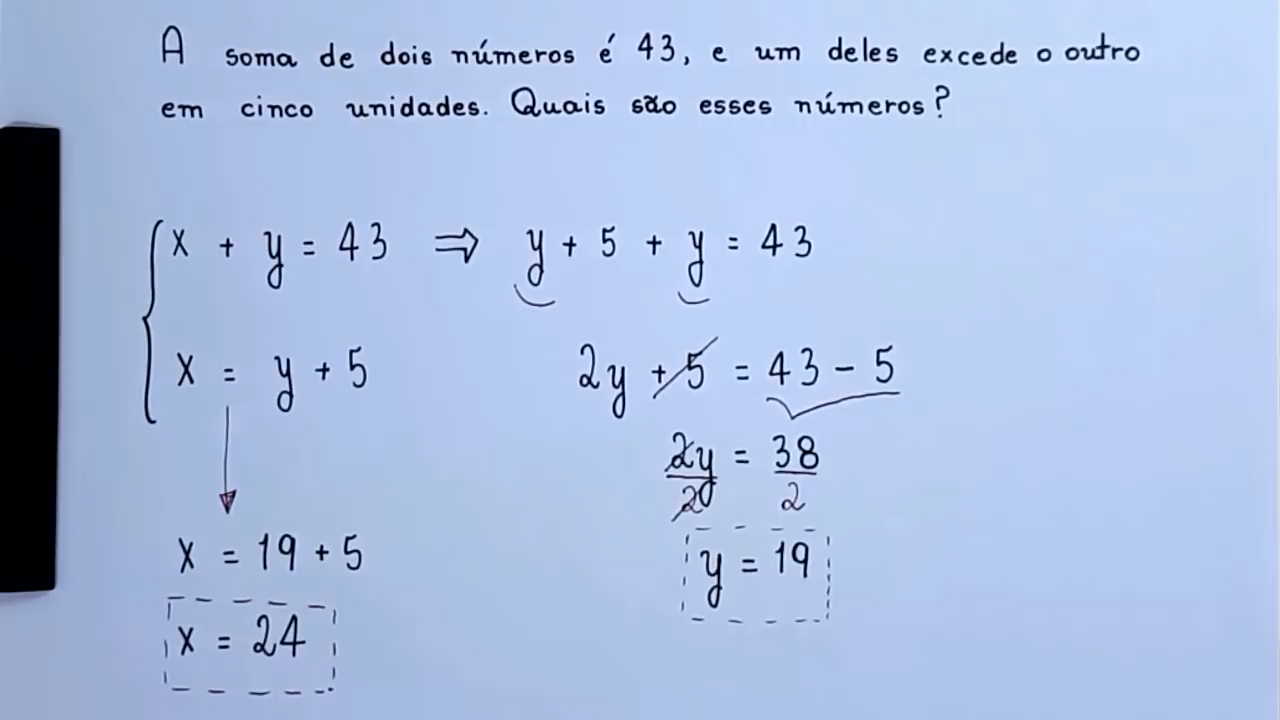 A soma de dois números é 43, e um deles excede o outro
em cinco unidades. Quais são esses números?
x + y = 43 ⇒ y + 5 + y = 43
x = y + 5
2y + 5 = 43 - 5
2y/2 = 38/2
y = 19
x = 19 + 5
x = 24